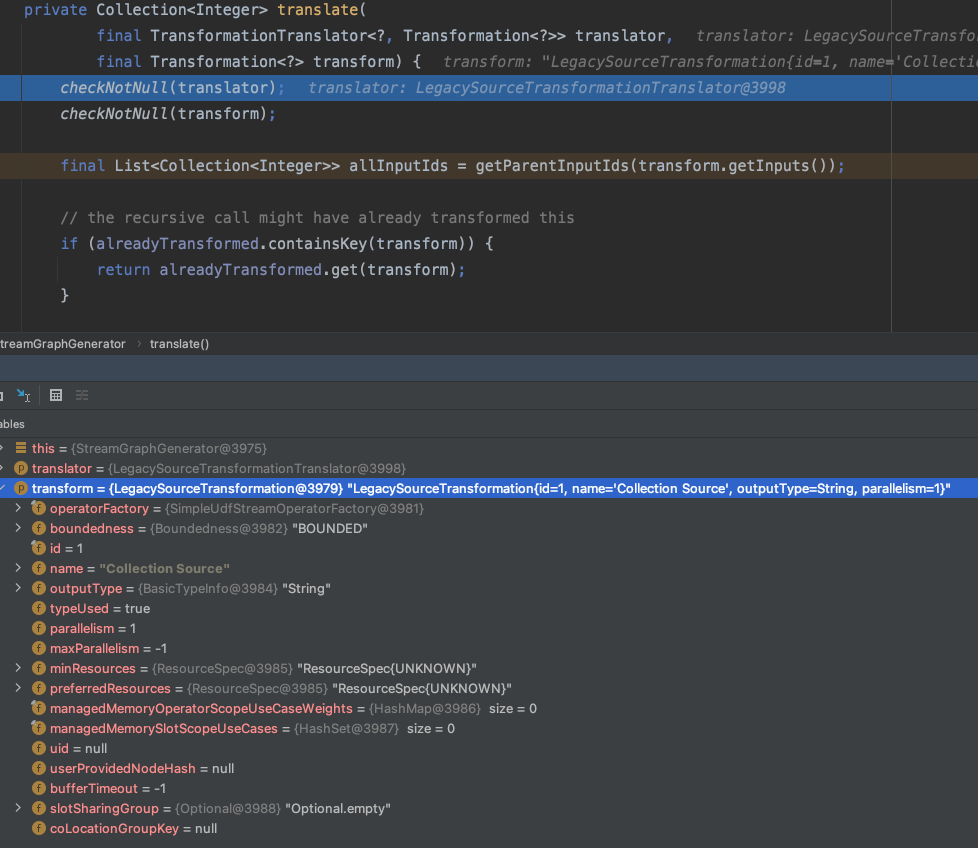 private Collection<Integer> translate(
final TransformationTranslator<?, Transformation<?>> translator,  translator: LegacySourceTransfo
final Transformation<?> transform) {  transform: "LegacySourceTransformation{id=1, name='Collecti
checkNotNull(translator);  translator: LegacySourceTransformationTranslator@3998
checkNotNull(transform);
final List<Collection<Integer>> allInputIds = getParentInputIds(transform.getInputs());
// the recursive call might have already transformed this
if (alreadyTransformed.containsKey(transform)) {
return alreadyTransformed.get(transform);
}
treamGraphGenerator › translate()
ables
this = {StreamGraphGenerator@3975}
p translator = {LegacySourceTransformationTranslator@3998}
p transform = {LegacySourceTransformation@3979} "LegacySourceTransformation{id=1, name='Collection Source', outputType=String, parallelism=1}"
f operatorFactory = {SimpleUdfStreamOperatorFactory@3981}
f boundedness = {Boundedness@3982} "BOUNDED"
f id = 1
f name = "Collection Source"
f outputType = {BasicTypeInfo@3984} "String"
f typeUsed = true
f parallelism = 1
f maxParallelism = -1
f minResources = {ResourceSpec@3985} "ResourceSpec{UNKNOWN}"
f preferredResources = {ResourceSpec@3985} "ResourceSpec{UNKNOWN}"
f managedMemoryOperatorScopeUseCaseWeights = {HashMap@3986}  size = 0
f managedMemorySlotScopeUseCases = {HashSet@3987}  size = 0
f uid = null
f userProvidedNodeHash = null
f bufferTimeout = -1
f slotSharingGroup = {Optional@3988} "Optional.empty"
f coLocationGroupKey = null